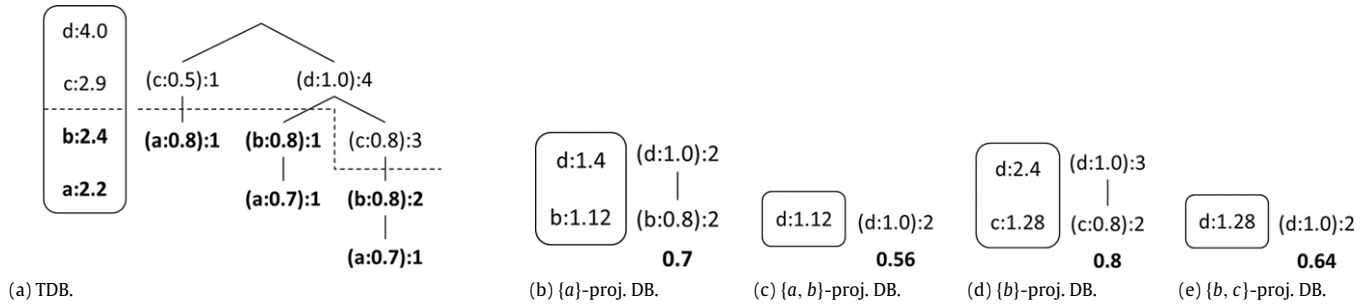 d:4.0
c:2.9
b:2.4
a:2.2
(c:0.5):1
(d:1.0):4
(a:0.8):1
(b:0.8):1
(c:0.8):3
(a:0.7):1
(b:0.8):2
(a:0.7):1
(a) TDB.
d:1.4
b:1.12
(d:1.0):2
(b:0.8):2
0.7
(b) {a}-proj. DB.
d:1.12
(d:1.0):2
0.56
(c) {a, b}-proj. DB.
d:2.4
c:1.28
(d:1.0):3
(c:0.8):2
0.8
(d) {b}-proj. DB.
d:1.28
(d:1.0):2
0.64
(e) {b, c}-proj. DB.